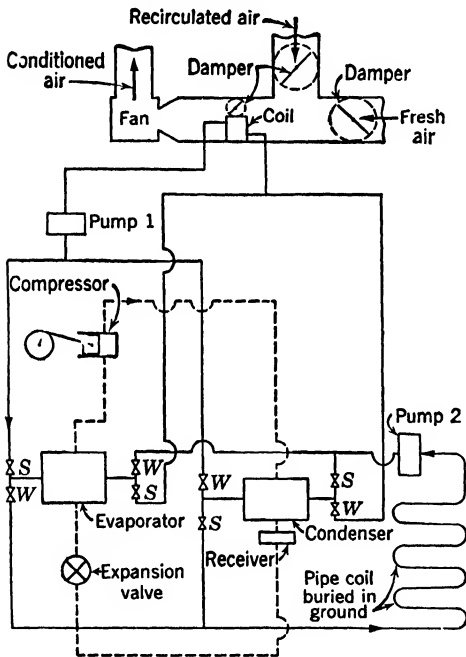 Recirculated air
Conditioned
air
Damper
Damper
Fan
Coil
Fresh
air
Pump 1
Compressor
Pump 2
S
W
W
S
W
S
S
W
Evaporator
Condenser
Receiver
Expansion
valve
Pipe coil
buried in
ground